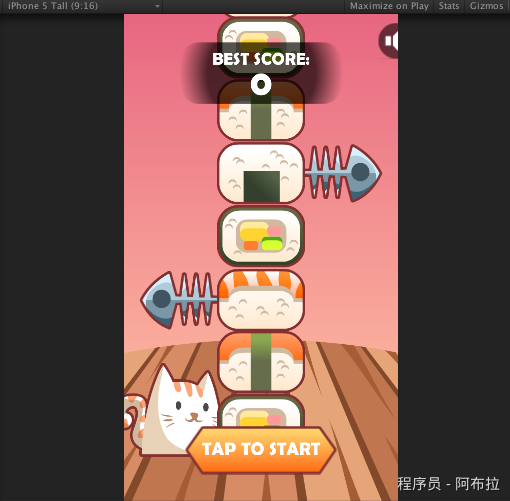 iPhone 5 Tall (9:16)
Maximize on Play
Stats
Gizmos
BEST SCORE:
0
TAP TO START
程序员 - 阿布拉